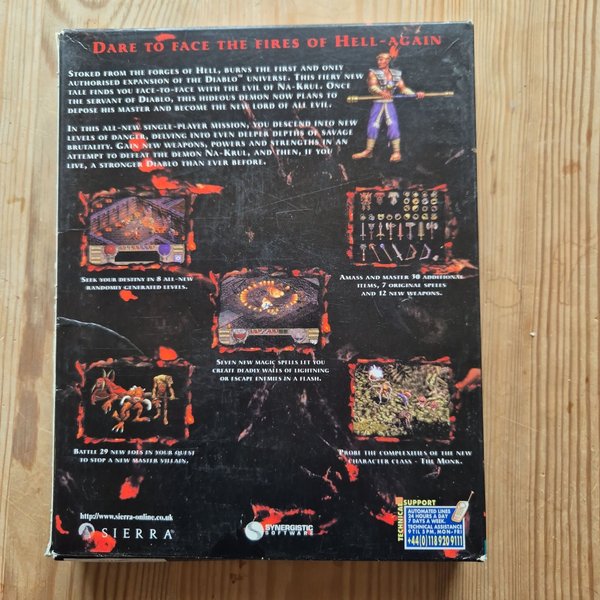 DARE TO FACE THE FIRES OF HELL-AGAIN
STOKED FROM THE FORGES OF HELL, BURNS THE FIRST AND ONLY
AUTHORISED EXPANSION OF THE DIABLO™ UNIVERSE. THIS FIERY NEW
TALE FINDS YOU FACE-TO-FACE WITH THE EVIL OF NA-KRUL. ONCE
THE SERVANT OF DIABLO, THIS HIDEOUS DEMON NOW PLANS TO
DEPOSE HIS MASTER AND BECOME THE NEW LORD OF ALL EVIL.
IN THIS ALL-NEW SINGLE-PLAYER MISSION, YOU DESCEND INTO NEW
LEVELS OF DANGER, DELVING INTO EVEN DEEPER DEPTHS OF SAVAGE
BRUTALITY. GAIN NEW WEAPONS, POWERS AND STRENGTHS IN AN
ATTEMPT TO DEFEAT THE DEMON NA-KRUL, AND THEN, IF YOU
LIVE, A STRONGER DIABLO THAN EVER BEFORE.
SEEK YOUR DESTINY IN 8 ALL-NEW
RANDOMLY GENERATED LEVELS.
AMASS AND MASTER 30 ADDITIONAL
ITEMS, 7 ORIGINAL SPELLS
AND 12 NEW WEAPONS.
SEVEN NEW MAGIC SPELLS LET YOU
CREATE DEADLY WALLS OF LIGHTNING
OR ESCAPE ENEMIES IN A FLASH.
BATTLE 29 NEW FOES IN YOUR QUEST
TO STOP A NEW MASTER VILLAIN.
PROBE THE COMPLEXITIES OF THE NEW
CHARACTER CLASS - THE MONK.
http://www.sierra-online.co.uk
SIERRA
SYNERGISTIC
SOFTWARE
TECHNICAL SUPPORT
AUTOMATED LINES
24 HOURS A DAY
7 DAYS A WEEK.
TECHNICAL ASSISTANCE
9 TIL 5 PM. MON-FRI
+44(0)118 920 9111